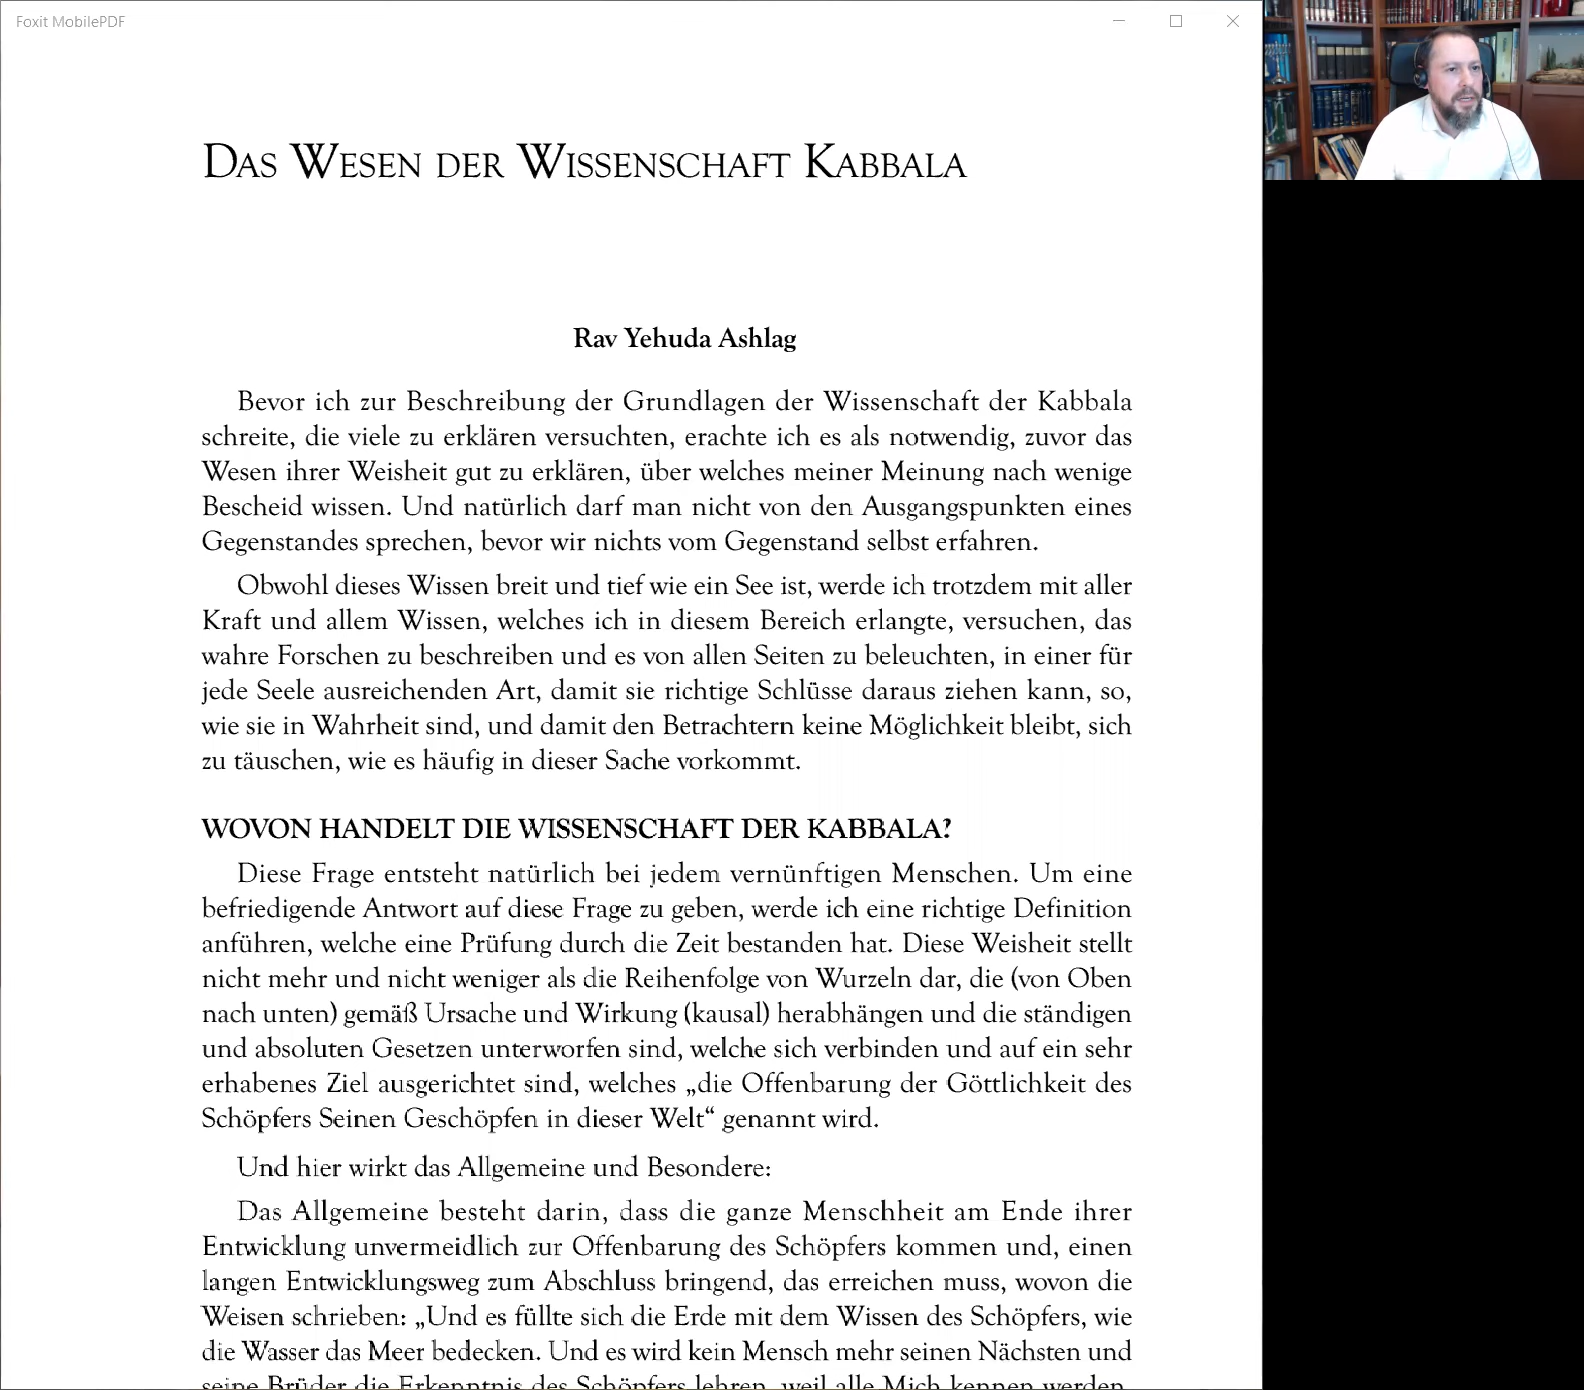 Foxit MobilePDF
Das Wesen der Wissenschaft Kabbala
Rav Yehuda Ashlag
Bevor ich zur Beschreibung der Grundlagen der Wissenschaft der Kabbala
schreite, die viele zu erklären versuchten, erachte ich es als notwendig, zuvor das
Wesen ihrer Weisheit gut zu erklären, über welches meiner Meinung nach wenige
Bescheid wissen. Und natürlich darf man nicht von den Ausgangspunkten eines
Gegenstandes sprechen, bevor wir nichts vom Gegenstand selbst erfahren.
Obwohl dieses Wissen breit und tief wie ein See ist, werde ich trotzdem mit aller
Kraft und allem Wissen, welches ich in diesem Bereich erlangte, versuchen, das
wahre Forschen zu beschreiben und es von allen Seiten zu beleuchten, in einer für
jede Seele ausreichenden Art, damit sie richtige Schlüsse daraus ziehen kann, so,
wie sie in Wahrheit sind, und damit den Betrachtern keine Möglichkeit bleibt, sich
zu täuschen, wie es häufig in dieser Sache vorkommt.
WOVON HANDELT DIE WISSENSCHAFT DER KABBALA?
Diese Frage entsteht natürlich bei jedem vernünftigen Menschen. Um eine
befriedigende Antwort auf diese Frage zu geben, werde ich eine richtige Definition
anführen, welche eine Prüfung durch die Zeit bestanden hat. Diese Weisheit stellt
nicht mehr und nicht weniger als die Reihenfolge von Wurzeln dar, die (von Oben
nach unten) gemäß Ursache und Wirkung (kausal) herabhängen und die ständigen
und absoluten Gesetzen unterworfen sind, welche sich verbinden und auf ein sehr
erhabenes Ziel ausgerichtet sind, welches „die Offenbarung der Göttlichkeit des
Schöpfers Seinen Geschöpfen in dieser Welt“ genannt wird.
Und hier wirkt das Allgemeine und Besondere:
Das Allgemeine besteht darin, dass die ganze Menschheit am Ende ihrer
Entwicklung unvermeidlich zur Offenbarung des Schöpfers kommen und, einen
langen Entwicklungsweg zum Abschluss bringend, das erreichen muss, wovon die
Weisen schrieben: „Und es füllte sich die Erde mit dem Wissen des Schöpfers, wie
die Wasser das Meer bedecken. Und es wird kein Mensch mehr seinen Nächsten und
seine Brüder die Erkenntnis des Schöpfers lehren, weil alle Mich kennen werden,